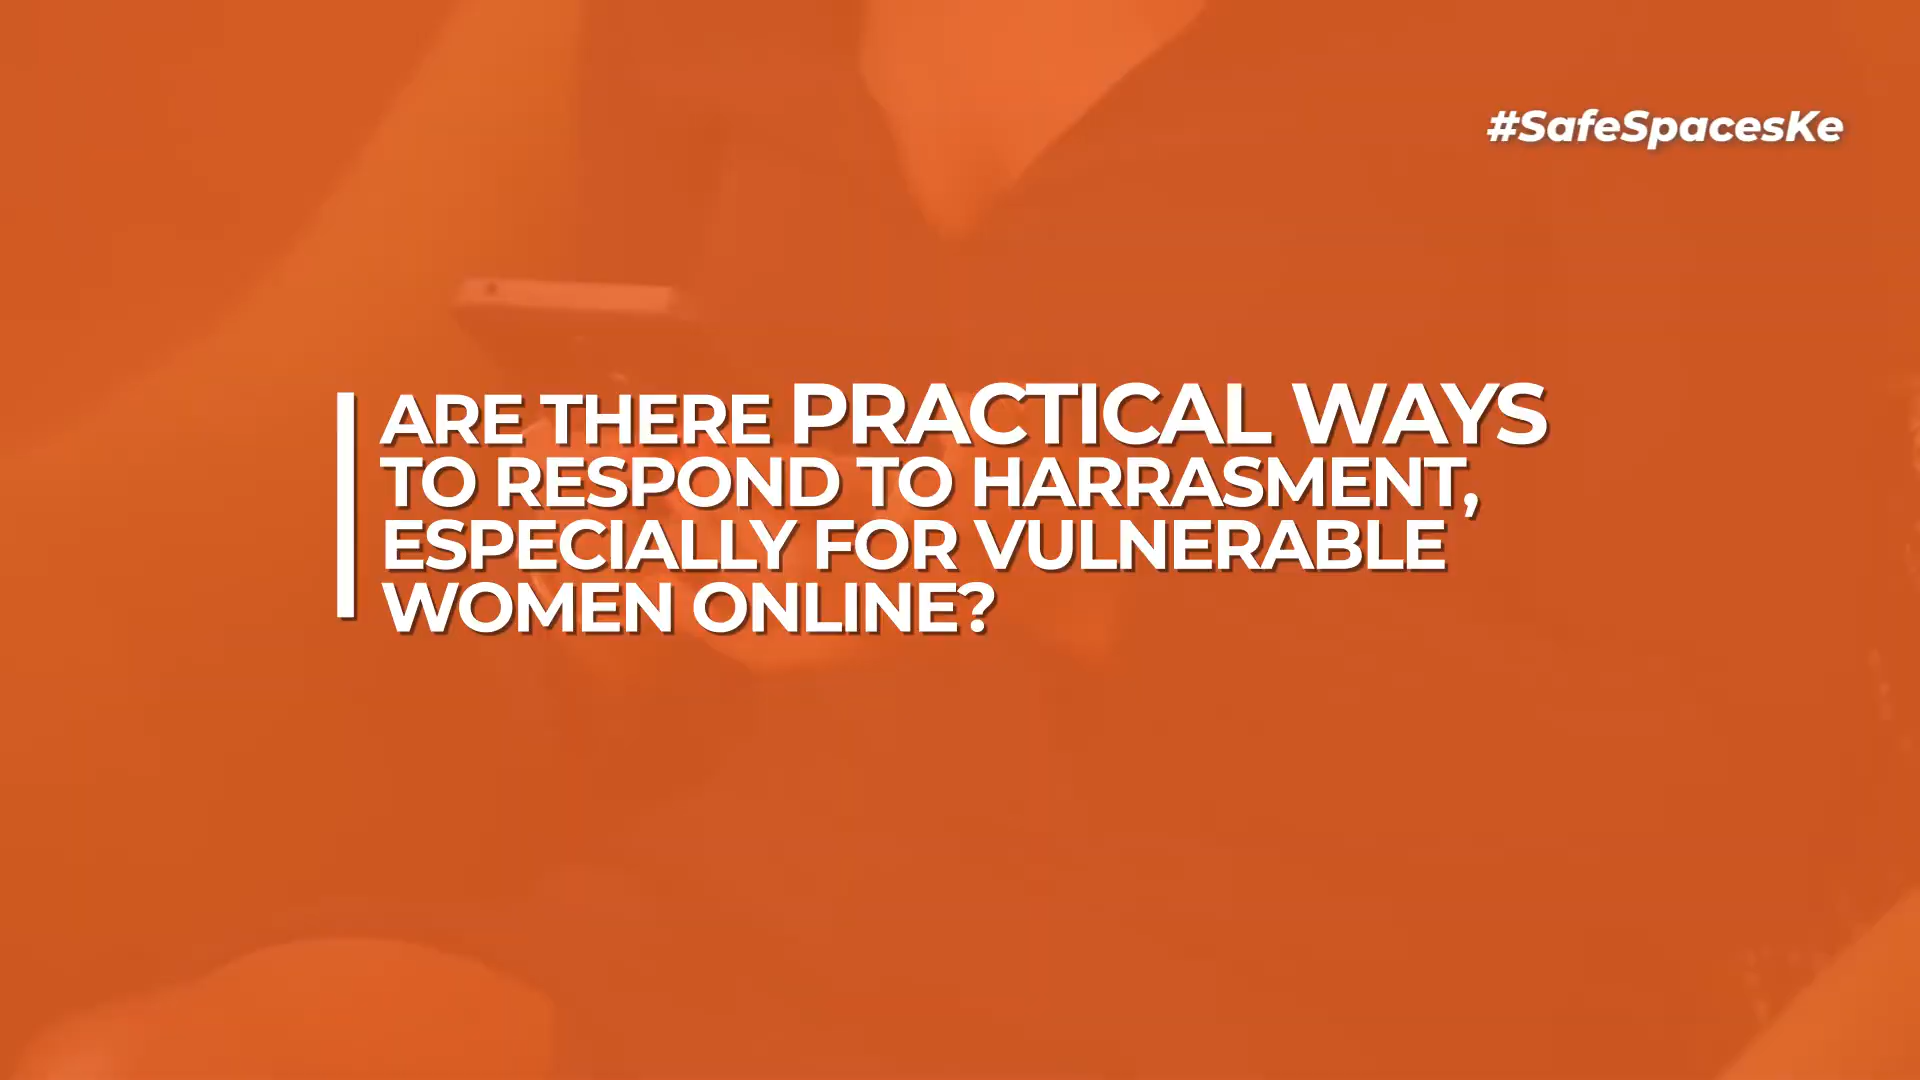 #SafeSpacesKe
ARE THERE PRACTICAL WAYS
TO RESPOND TO HARRASMENT,
ESPECIALLY FOR VULNERABLE
WOMEN ONLINE?